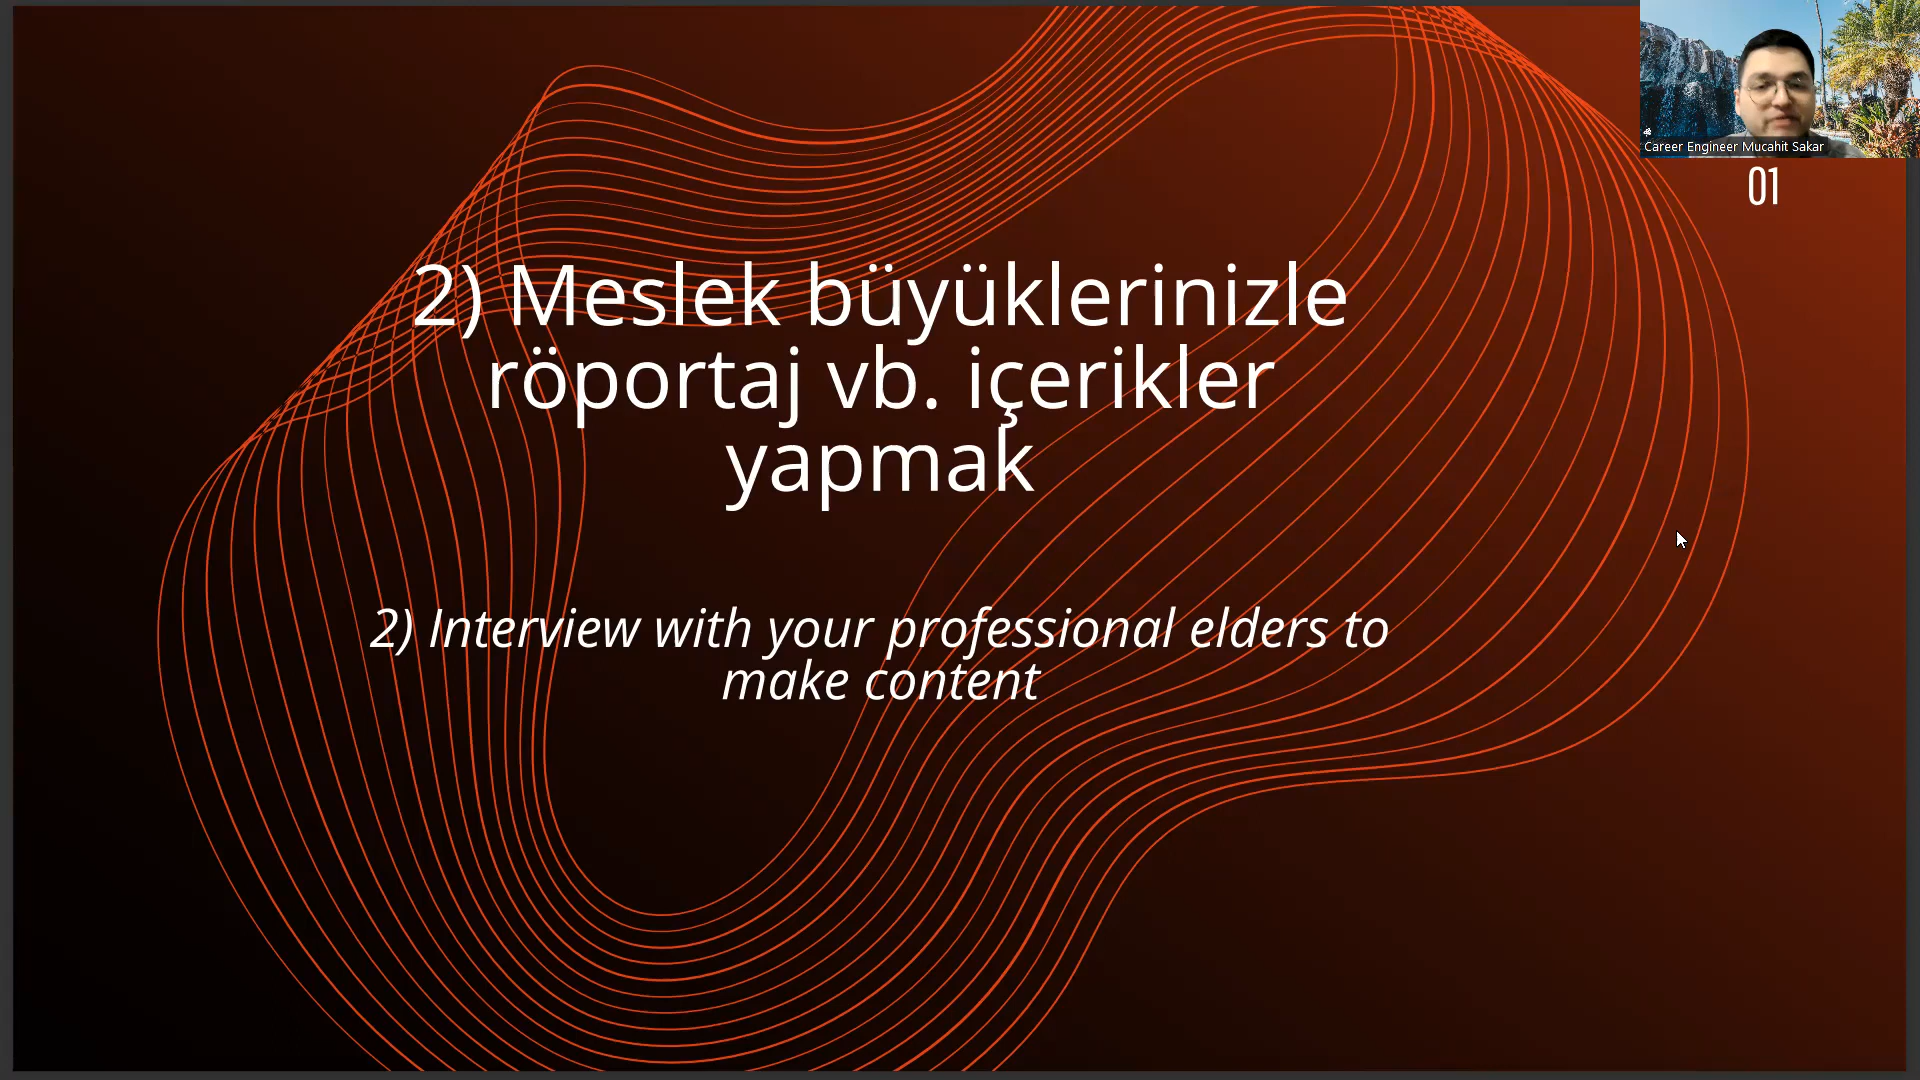 Career Engineer Mucahit Sakar
01
2) Meslek büyüklerinizle
röportaj vb. içerikler
yapmak
2) Interview with your professional elders to
make content